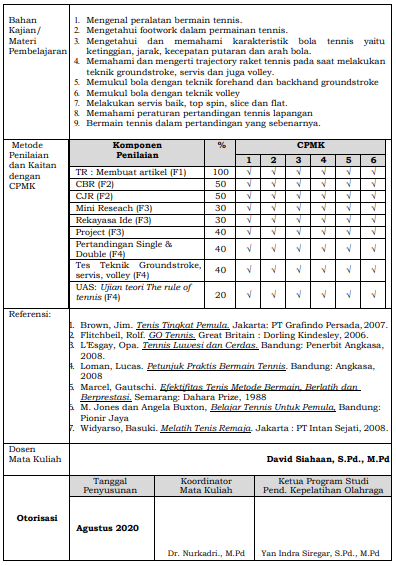 Bahan
Kajian/
Materi
Pembelajaran
1. Mengenal peralatan bermain tennis.
2. Mengetahui footwork dalam permainan tennis.
3. Mengetahui dan memahami karakteristik bola tennis yaitu
ketinggian, jarak, kecepatan putaran dan arah bola.
4. Memahami dan mengerti trajectory raket tennis pada saat melakukan
teknik groundstroke, servis dan juga volley.
5. Memukul bola dengan teknik forehand dan backhand groundstroke
6. Memukul bola dengan teknik volley
7. Melakukan servis baik, top spin, slice dan flat.
8. Memahami peraturan pertandingan tennis lapangan
9. Bermain tennis dalam pertandingan yang sebenarnya.
Metode
Penilaian
dan Kaitan
dengan
CPMK
Komponen
Penilaian
%
CPMK
1 2 3 4 5 6
TR : Membuat artikel (F1) 100 √ √ √ √ √ √
CBR (F2) 50 √ √ √ √ √ √
CJR (F2) 50 √ √ √ √ √ √
Mini Reseach (F3) 30 √ √ √ √ √ √
Rekayasa Ide (F3) 30 √ √ √ √ √ √
Project (F3) 40 √ √ √ √ √ √
Pertandingan Single &
Double (F4) 40 √ √ √ √ √ √
Tes Teknik Groundstroke,
servis, volley (F4) 40 √ √ √ √ √ √
UAS: Ujian teori The rule of
tennis (F4) 20 √ √ √ √ √ √
Referensi:
1. Brown, Jim. Tenis Tingkat Pemula. Jakarta: PT Grafindo Persada,2007.
2. Flitchbeil, Rolf. GO Tennis. Great Britain : Dorling Kindesley, 2006.
3. L'Esgay, Opa. Tennis Luwesi dan Cerdas. Bandung: Penerbit Angkasa,
2008.
4. Loman, Lucas. Petunjuk Praktis Bermain Tennis. Bandung: Angkasa,
2008
5. Marcel, Gautschi. Efektifitas Tenis Metode Bermain, Berlatih dan
Berprestasi. Semarang: Dahara Prize, 1988
6. M. Jones dan Angela Buxton, Belajar Tennis Untuk Pemula, Bandung:
Pionir Jaya
7. Widyarso, Basuki. Melatih Tenis Remaja. Jakarta : PT Intan Sejati, 2008.
Dosen
Mata Kuliah
David Siahaan, S.Pd., M.Pd
Otorisasi
Tanggal
Penyusunan
Koordinator
Mata Kuliah
Ketua Program Studi
Pend. Kepelatihan Olahraga
Agustus 2020
Dr. Nurkadri., M.Pd
Yan Indra Siregar, S.Pd., M.Pd